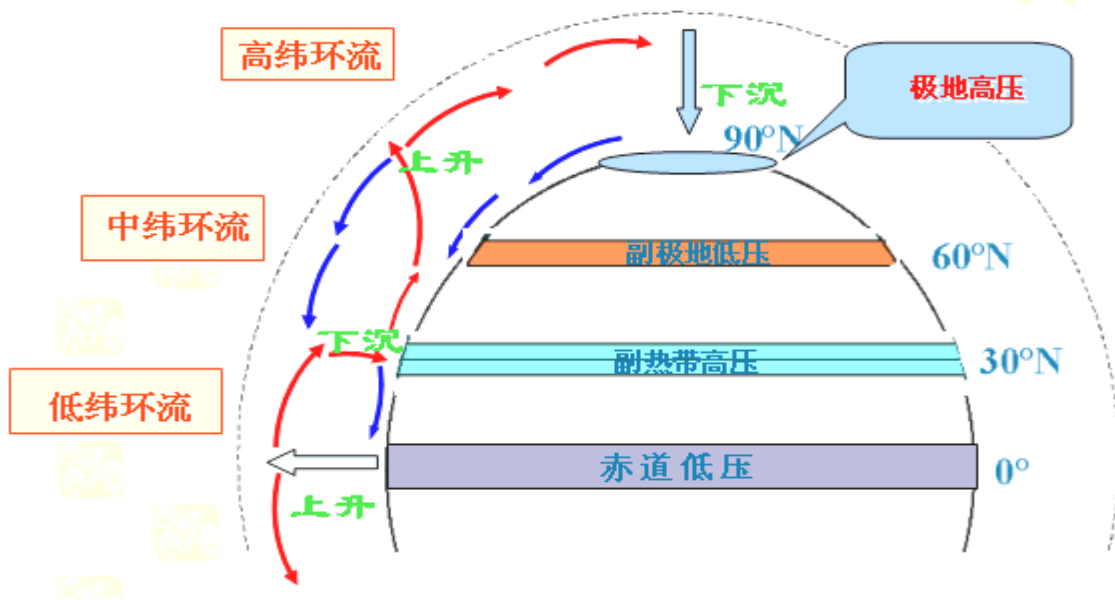 高纬环流
极地高压
下沉
90°N
上升
中纬环流
副极地低压
60°N
下沉
副热带高压
30°N
低纬环流
赤道低压
0°
上升